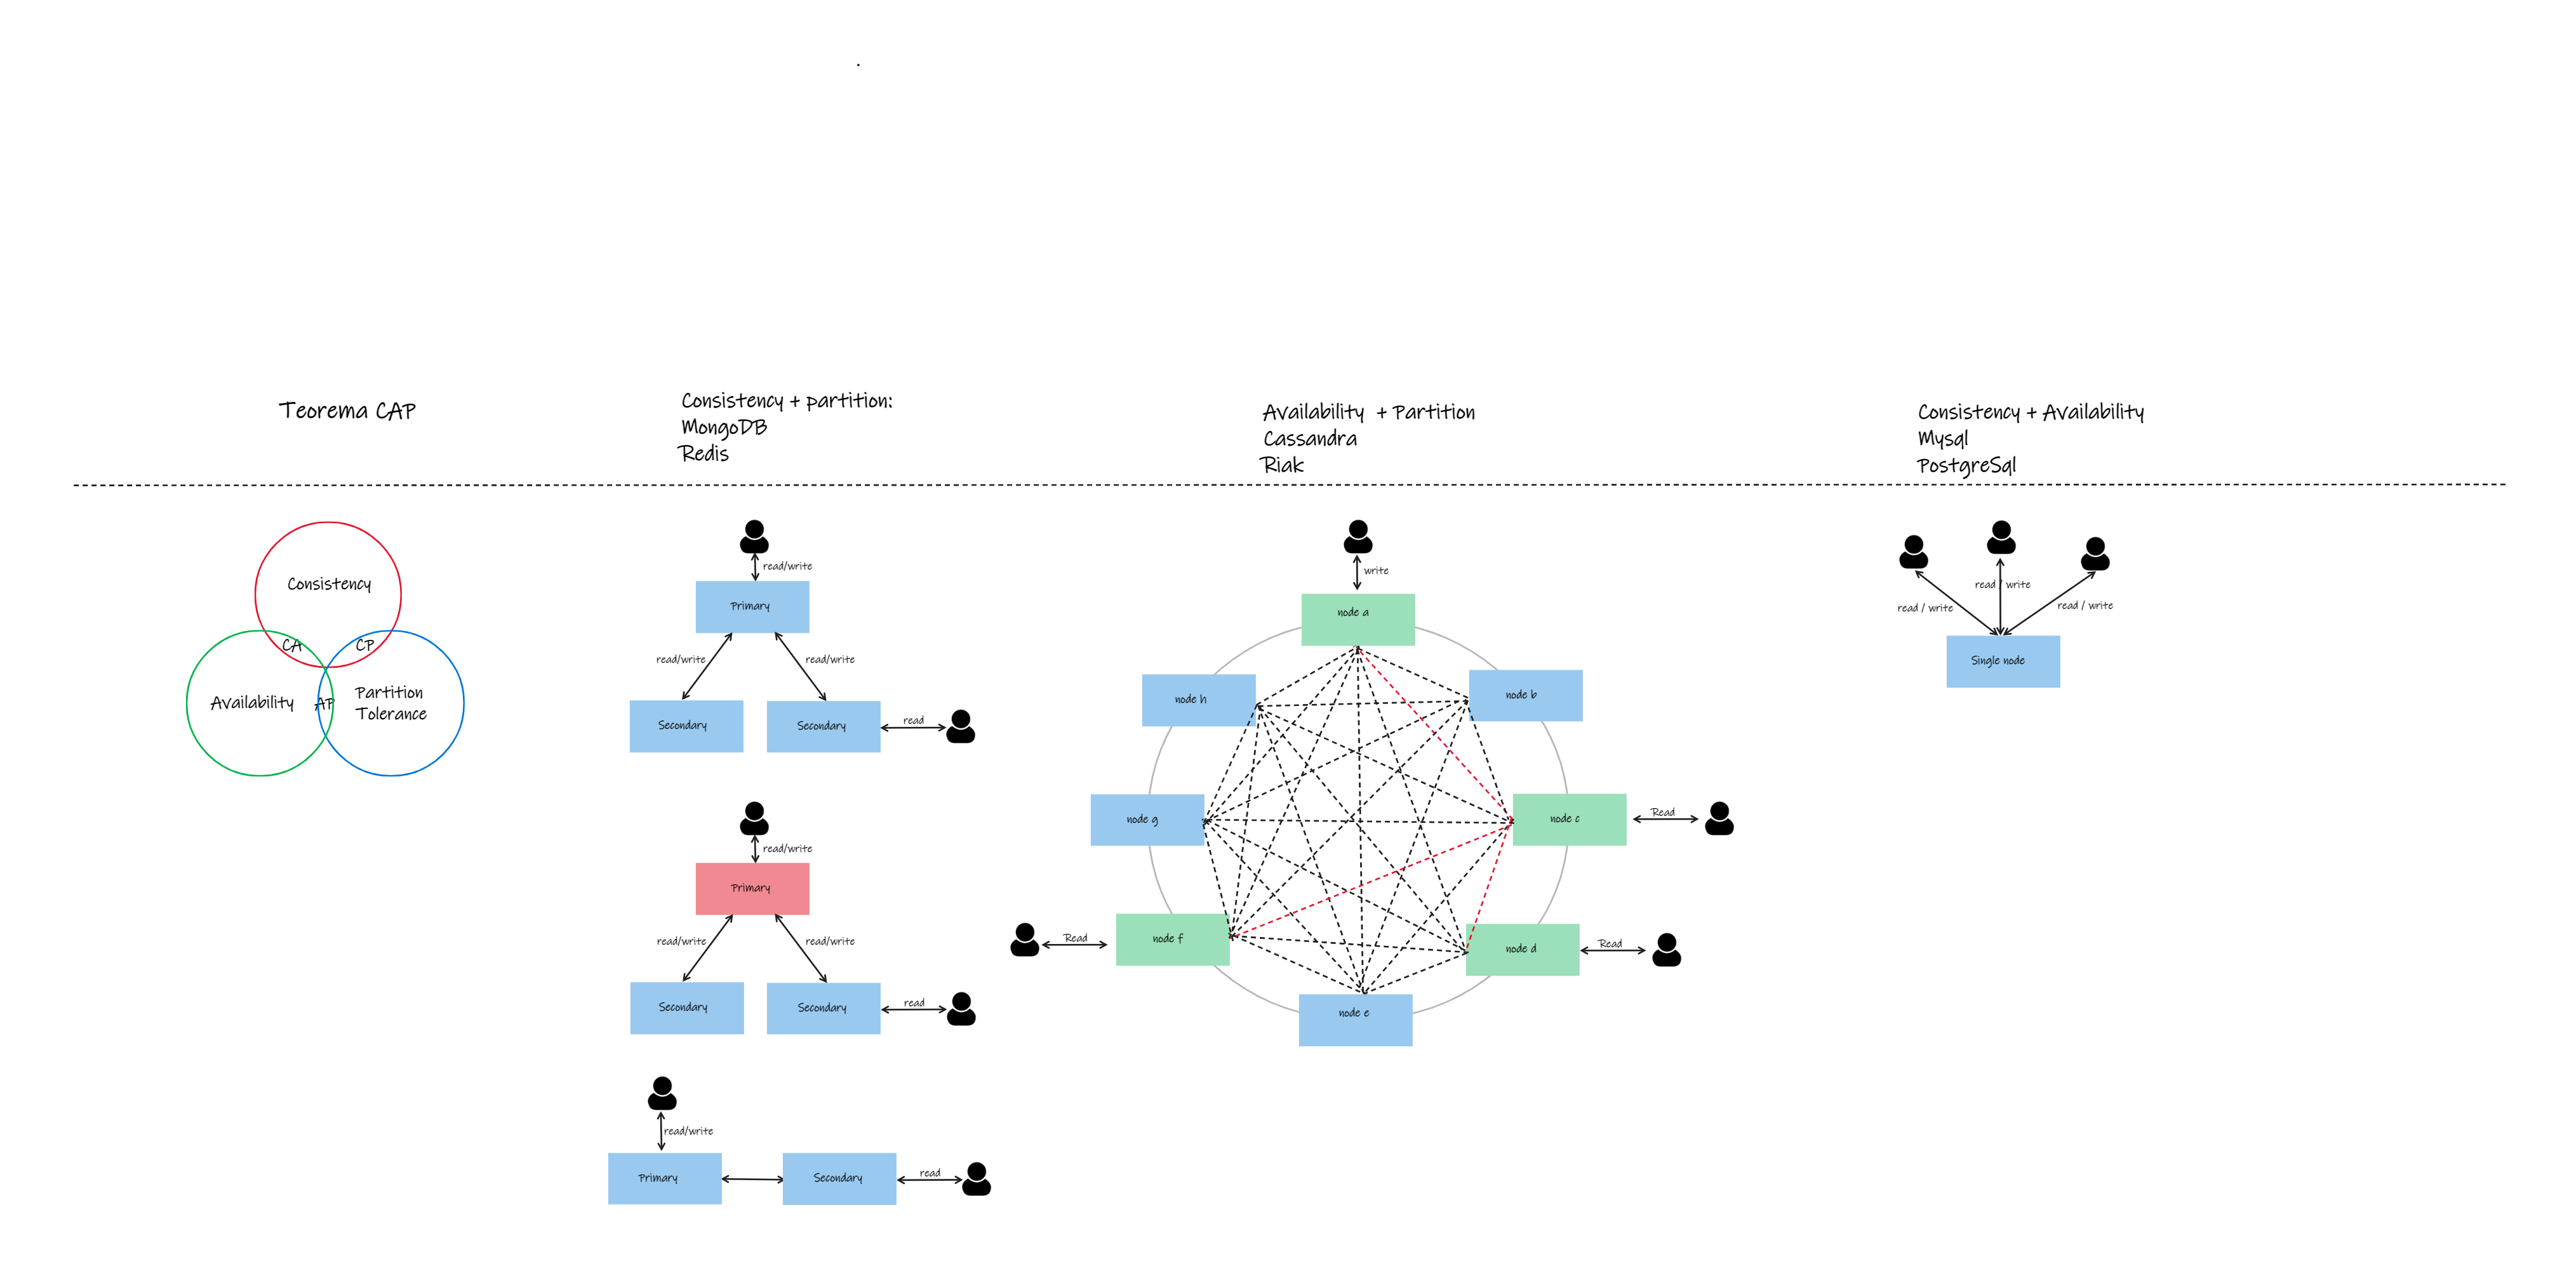 Teorema CAP
Consistency + partition:
MongoDB
Redis
Availability + Partition
Cassandra
Riak
Consistency + Availability
Mysql
PostgreSql
Consistency
CA
CP
Availability
AP
Partition
Tolerance
read/write
Primary
read/write
read/write
Secondary
Secondary
read
read/write
Primary
read/write
read/write
Secondary
Secondary
read
read/write
Primary
Secondary
read
write
node a
node h
node b
node g
node c
Read
node f
Read
node d
Read
node e
read / write
read / write
read / write
Single node